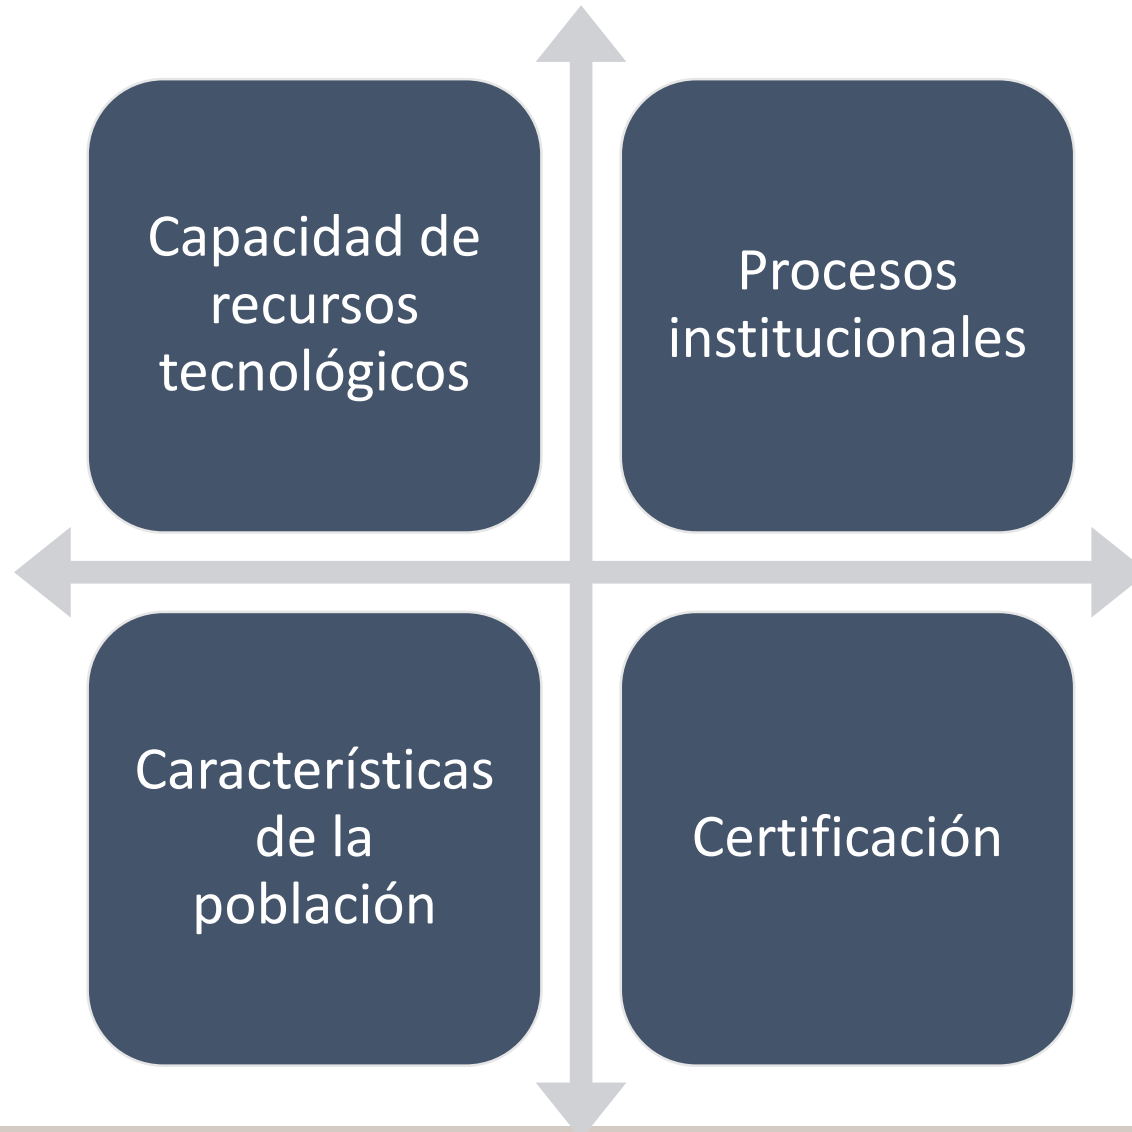 Capacidad de
recursos
tecnológicos
Procesos
institucionales
Características
de la
población
Certificación